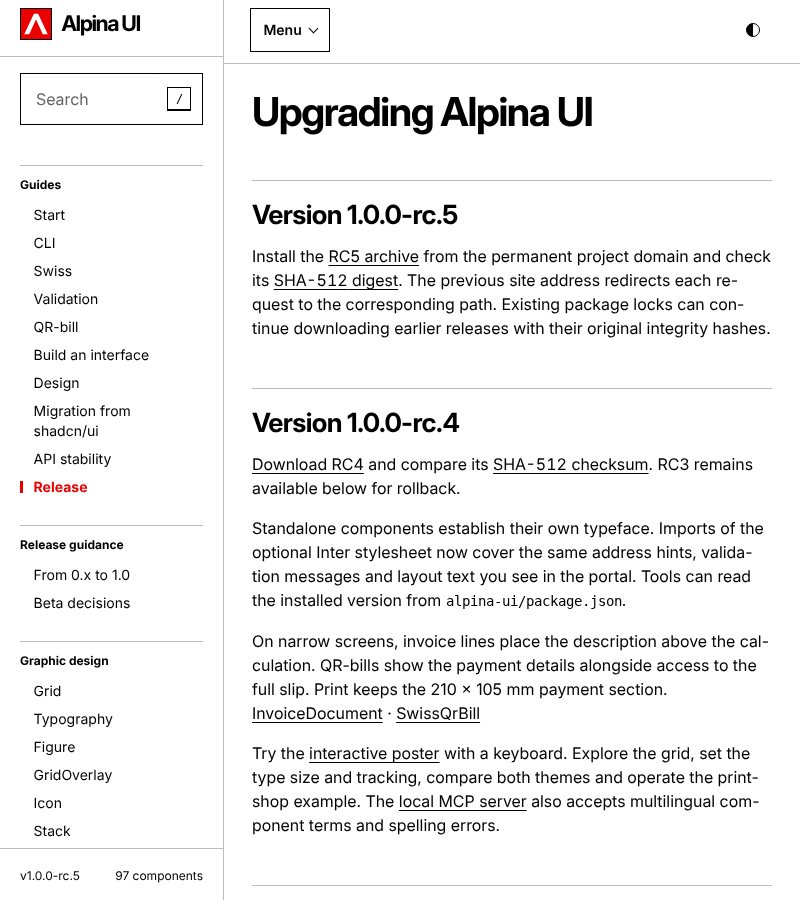 Alpina UI
Search /
Guides
Start
CLI
Swiss
Validation
QR-bill
Build an interface
Design
Migration from
shadcn/ui
API stability
Release
Release guidance
From 0.x to 1.0
Beta decisions
Graphic design
Grid
Typography
Figure
GridOverlay
Icon
Stack
v1.0.0-rc.5 97 components
Menu
Upgrading Alpina UI
Version 1.0.0-rc.5
Install the RC5 archive from the permanent project domain and check
its SHA-512 digest. The previous site address redirects each re-
quest to the corresponding path. Existing package locks can con-
tinue downloading earlier releases with their original integrity hashes.
Version 1.0.0-rc.4
Download RC4 and compare its SHA-512 checksum. RC3 remains
available below for rollback.
Standalone components establish their own typeface. Imports of the
optional Inter stylesheet now cover the same address hints, valida-
tion messages and layout text you see in the portal. Tools can read
the installed version from alpina-ui/package.json.
On narrow screens, invoice lines place the description above the cal-
culation. QR-bills show the payment details alongside access to the
full slip. Print keeps the 210 × 105 mm payment section.
InvoiceDocument · SwissQrBill
Try the interactive poster with a keyboard. Explore the grid, set the
type size and tracking, compare both themes and operate the print-
shop example. The local MCP server also accepts multilingual com-
ponent terms and spelling errors.